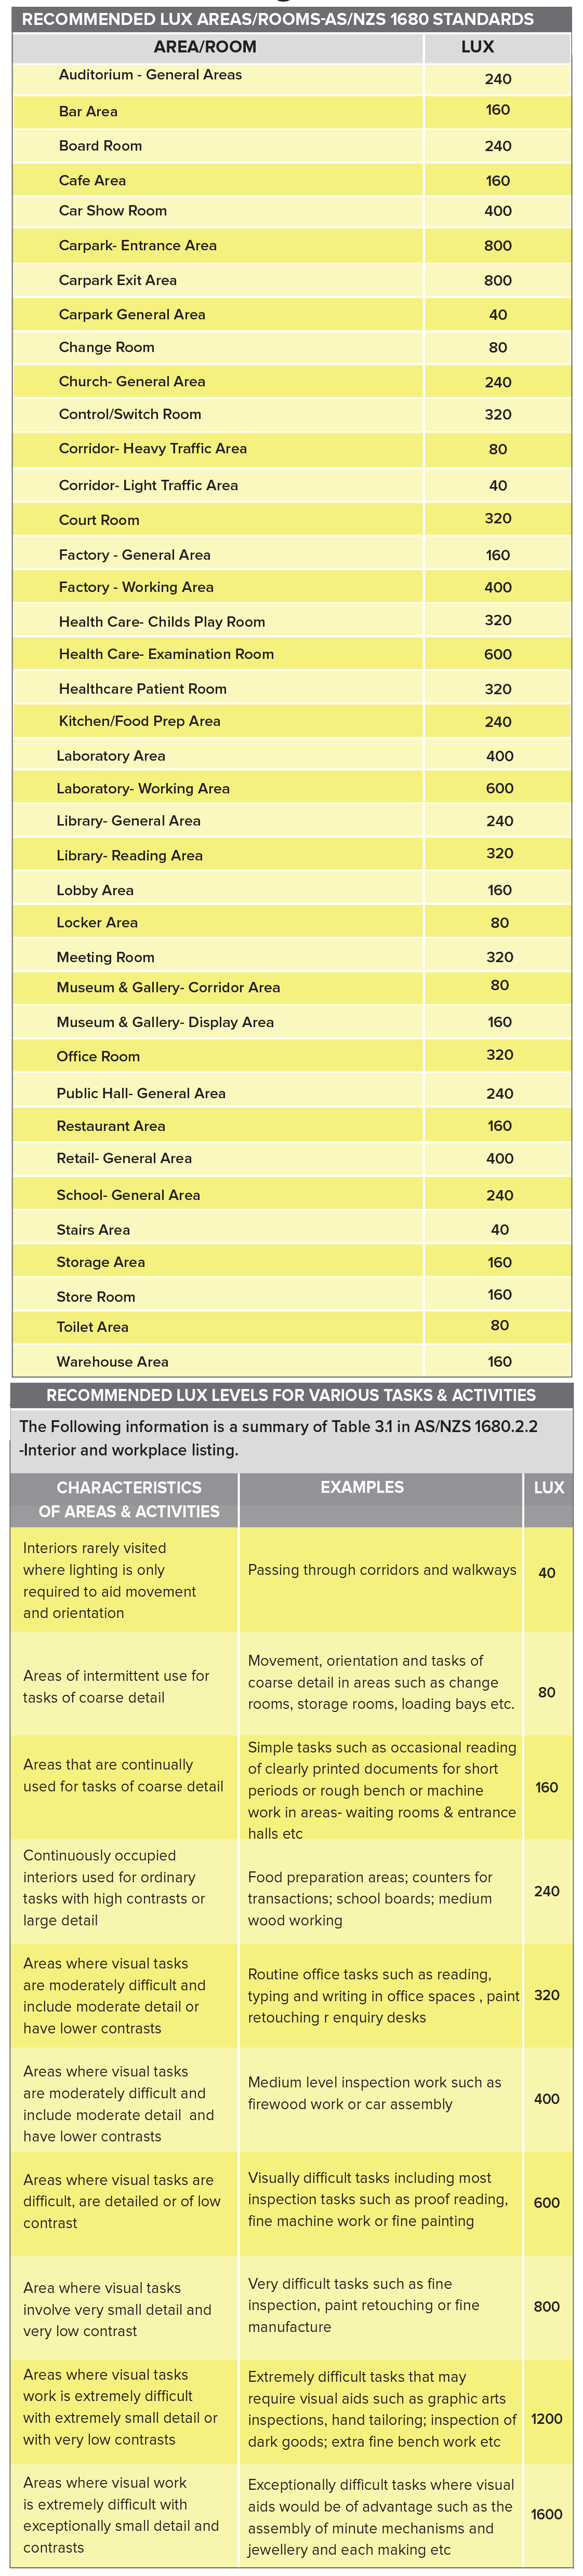 RECOMMENDED LUX AREAS/ROOMS-AS/NZS 1680 STANDARDS
AREA/ROOM LUX
Auditorium - General Areas 240
Bar Area 160
Board Room 240
Cafe Area 160
Car Show Room 400
Carpark- Entrance Area 800
Carpark Exit Area 800
Carpark General Area 40
Change Room 80
Church- General Area 240
Control/Switch Room 320
Corridor- Heavy Traffic Area 80
Corridor- Light Traffic Area 40
Court Room 320
Factory - General Area 160
Factory - Working Area 400
Health Care- Childs Play Room 320
Health Care- Examination Room 600
Healthcare Patient Room 320
Kitchen/Food Prep Area 240
Laboratory Area 400
Laboratory- Working Area 600
Library- General Area 240
Library- Reading Area 320
Lobby Area 160
Locker Area 80
Meeting Room 320
Museum & Gallery- Corridor Area 80
Museum & Gallery- Display Area 160
Office Room 320
Public Hall- General Area 240
Restaurant Area 160
Retail- General Area 400
School- General Area 240
Stairs Area 40
Storage Area 160
Store Room 160
Toilet Area 80
Warehouse Area 160
RECOMMENDED LUX LEVELS FOR VARIOUS TASKS & ACTIVITIES
The Following information is a summary of Table 3.1 in AS/NZS 1680.2.2
-Interior and workplace listing.
CHARACTERISTICS
OF AREAS & ACTIVITIES
EXAMPLES
LUX
Interiors rarely visited
where lighting is only
required to aid movement
and orientation
Passing through corridors and walkways
40
Areas of intermittent use for
tasks of coarse detail
Movement, orientation and tasks of
coarse detail in areas such as change
rooms, storage rooms, loading bays etc.
80
Areas that are continually
used for tasks of coarse detail
Simple tasks such as occasional reading
of clearly printed documents for short
periods or rough bench or machine
work in areas- waiting rooms & entrance
halls etc
160
Continuously occupied
interiors used for ordinary
tasks with high contrasts or
large detail
Food preparation areas; counters for
transactions; school boards; medium
wood working
240
Areas where visual tasks
are moderately difficult and
include moderate detail or
have lower contrasts
Routine office tasks such as reading,
typing and writing in office spaces , paint
retouching r enquiry desks
320
Areas where visual tasks
are moderately difficult and
include moderate detail and
have lower contrasts
Medium level inspection work such as
firewood work or car assembly
400
Areas where visual tasks are
difficult, are detailed or of low
contrast
Visually difficult tasks including most
inspection tasks such as proof reading,
fine machine work or fine painting
600
Area where visual tasks
involve very small detail and
very low contrast
Very difficult tasks such as fine
inspection, paint retouching or fine
manufacture
800
Areas where visual tasks
work is extremely difficult
with extremely small detail or
with very low contrasts
Extremely difficult tasks that may
require visual aids such as graphic arts
inspections, hand tailoring; inspection of
dark goods; extra fine bench work etc
1200
Areas where visual work
is extremely difficult with
exceptionally small detail and
contrasts
Exceptionally difficult tasks where visual
aids would be of advantage such as the
assembly of minute mechanisms and
jewellery and each making etc
1600